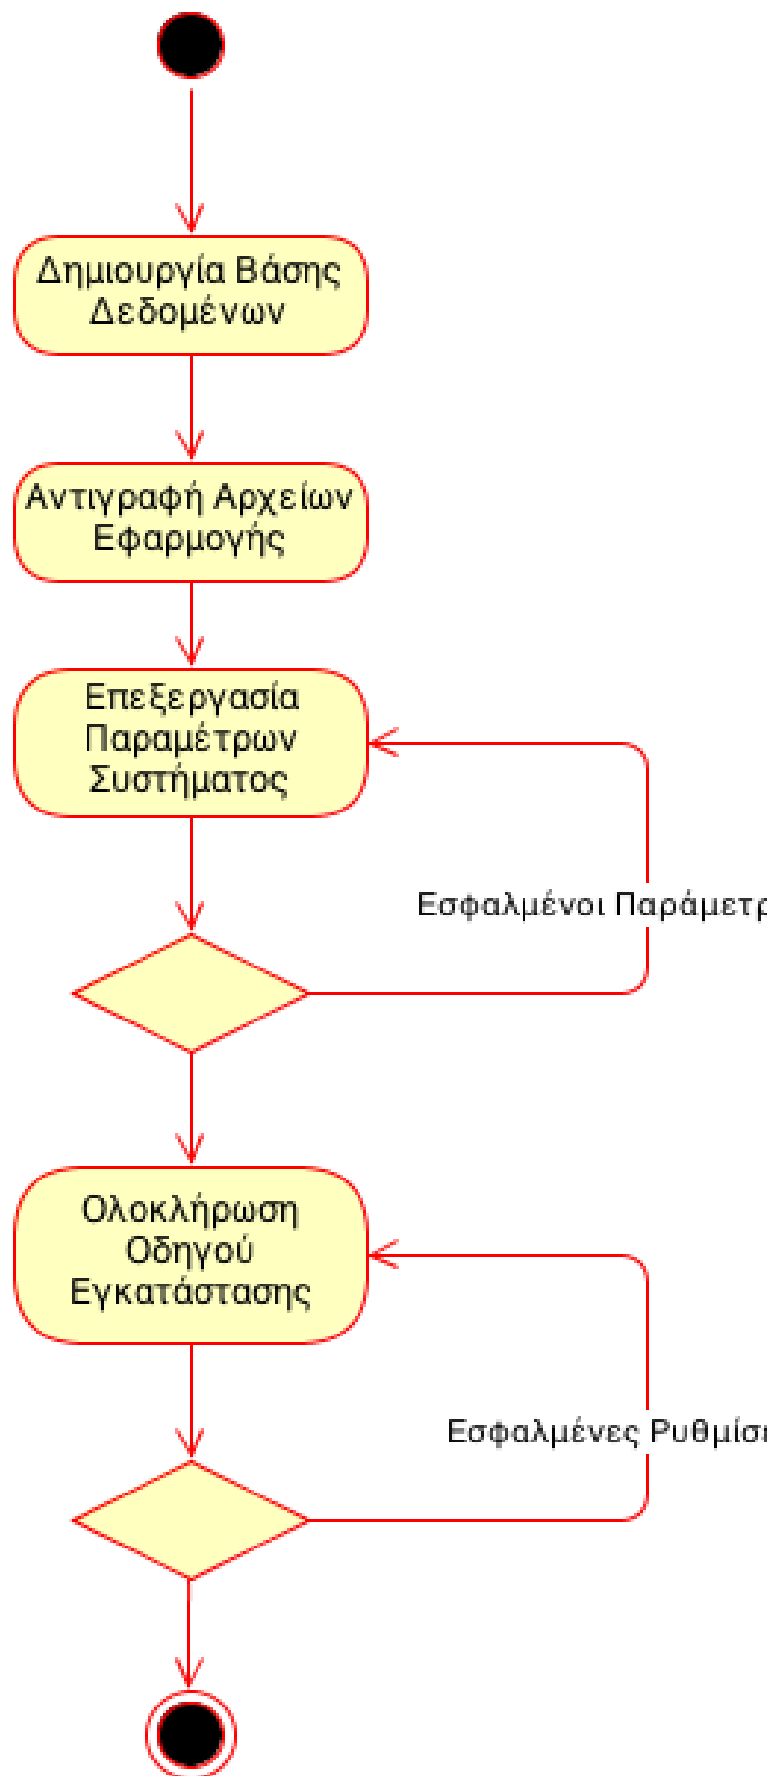 Δημιουργία Βάσης
Δεδομένων
Αντιγραφή Αρχείων
Εφαρμογής
Επεξεργασία
Παραμέτρων
Συστήματος
Εσφαλμένοι
Ολοκλήρωση
Οδηγού
Εγκατάστασης
Εσφαλμένες